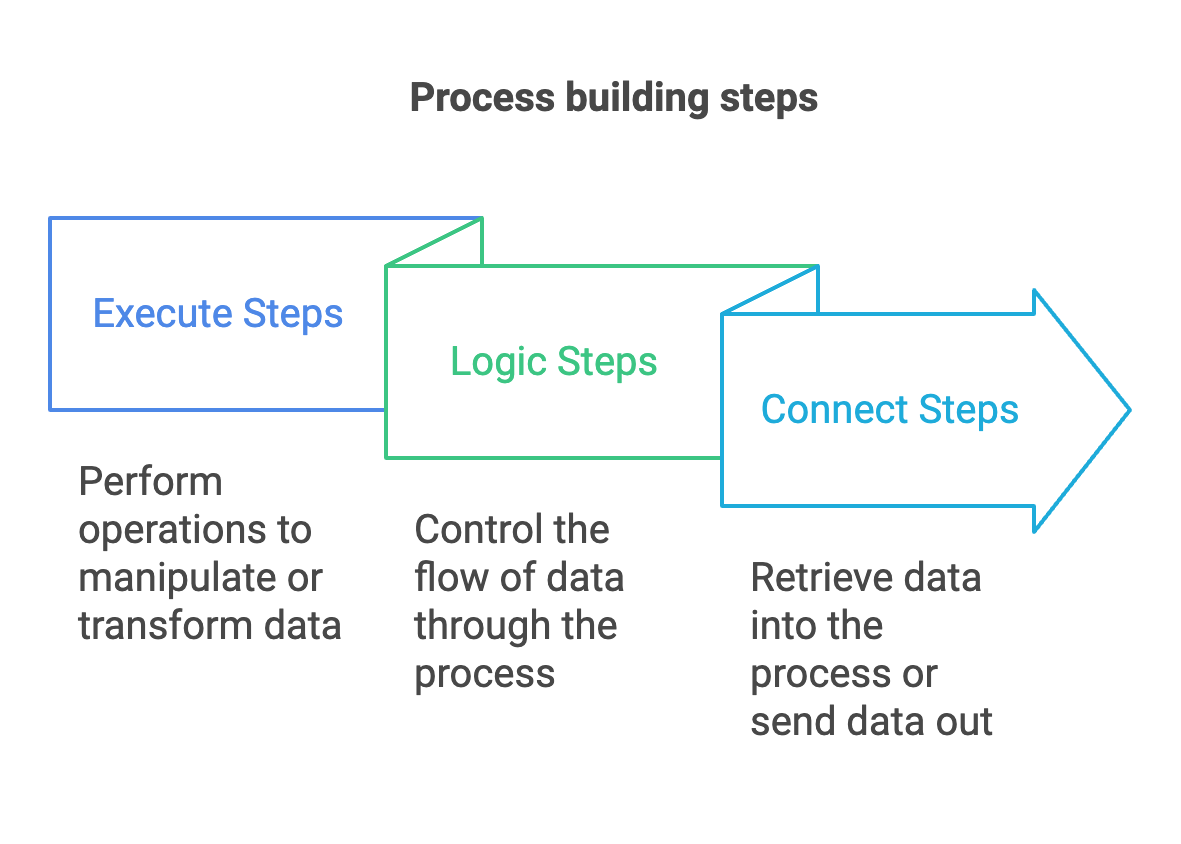 Process building steps
Execute Steps
Perform
operations to
manipulate or
transform data
Logic Steps
Control the
flow of data
through the
process
Connect Steps
Retrieve data
into the
process or
send data out